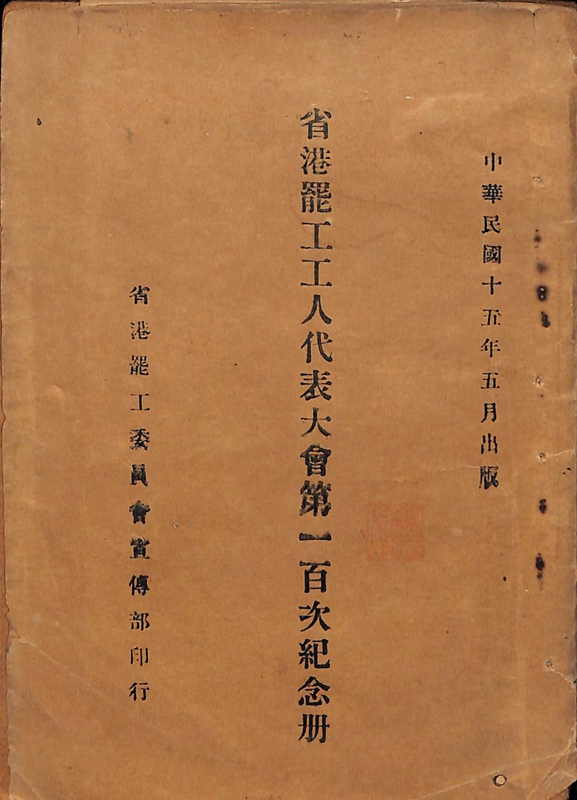 中華民國十五年五月出版
省港罷工工人代表大會第一百次紀念册
省港罷工委員會宣傳部印行